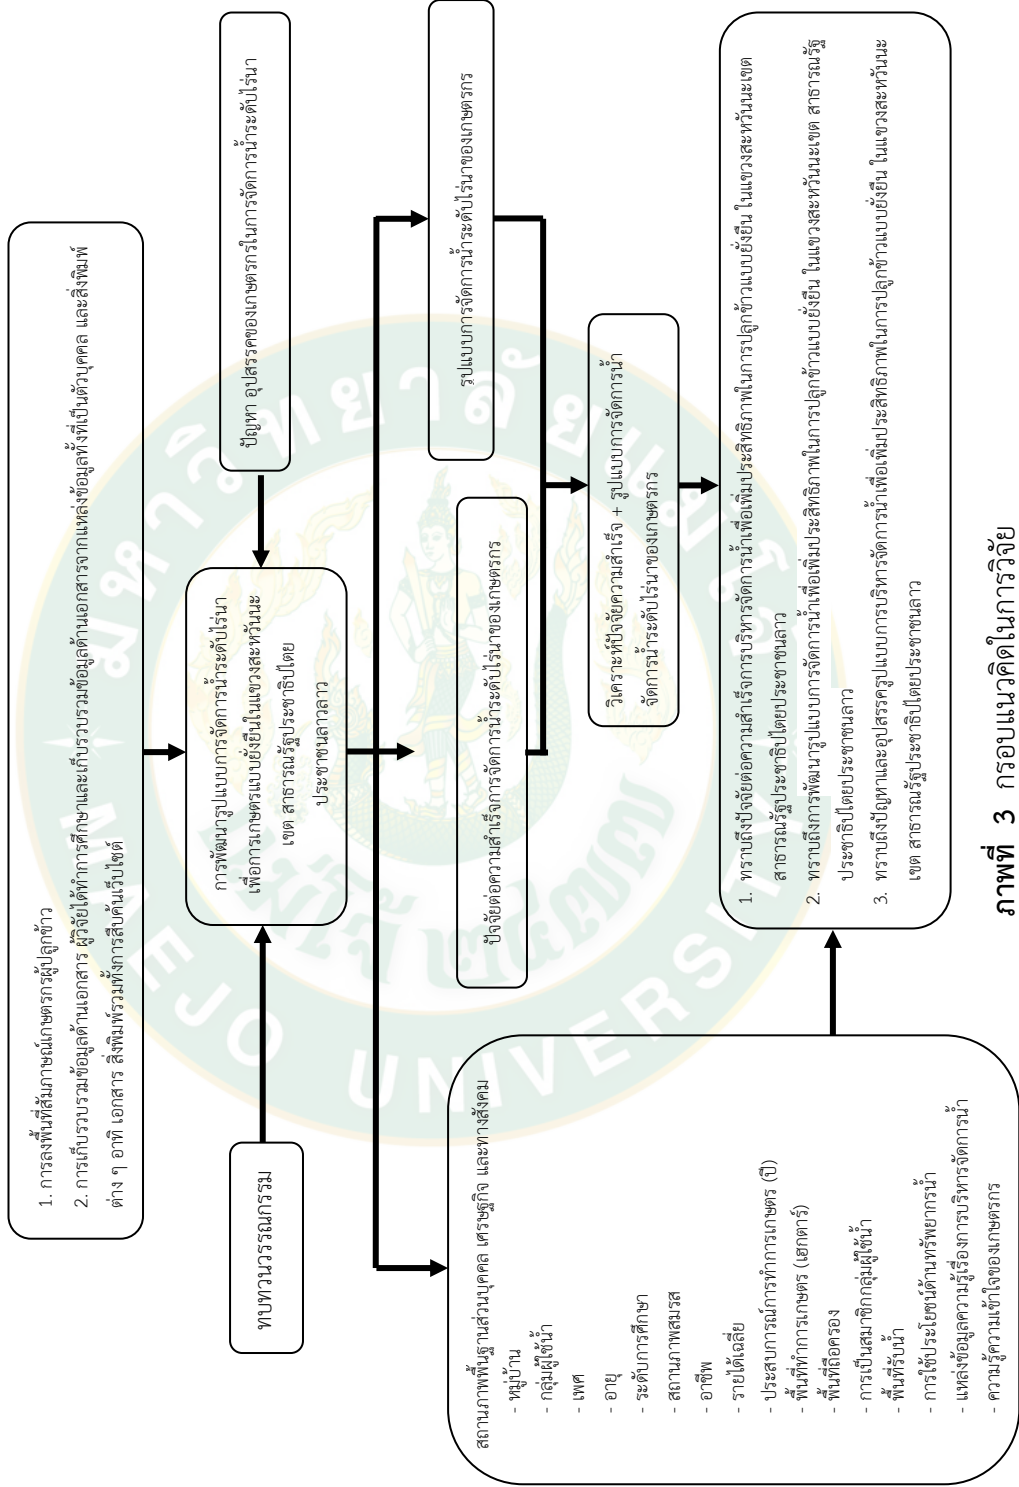 1. การลงพื้นที่สัมภาษณ์เกษตรกรผู้ปลูกข้าว
2. การเก็บรวบรวมข้อมูลด้านเอกสาร ผู้วิจัยได้ทำการศึกษาและเก็บรวบรวมข้อมูลด้านเอกสารจากแหล่งข้อมูลทั้งที่เป็นตัวบุคคล และสิ่งพิมพ์
ต่าง ๆ อาทิ เอกสาร สิ่งพิมพ์รวมทั้งการสืบค้นเว็บไซต์
ทบทวนวรรณกรรม
การพัฒนารูปแบบการจัดการน้ำระดับไร่นา
เพื่อการเกษตรแบบยั่งยืนในแขวงสะหวันนะ
เขต สาธารณรัฐประชาธิปไตย
ประชาชนลาวลาว
ปัญหา อุปสรรคของเกษตรกรในการจัดการน้ำระดับไร่นา
สถานภาพพื้นฐานส่วนบุคคล เศรษฐกิจ และทางสังคม
- หมู่บ้าน
- กลุ่มผู้ใช้น้ำ
- เพศ
- อายุ
- ระดับการศึกษา
- สถานภาพสมรส
- อาชีพ
- รายได้เฉลี่ย
- ประสบการณ์การทำการเกษตร (ปี)
- พื้นที่ทำการเกษตร (เฮกตาร์)
- พื้นที่ถือครอง
- การเป็นสมาชิกกลุ่มผู้ใช้น้ำ
- พื้นที่รับน้ำ
- การใช้ประโยชน์ด้านทรัพยากรน้ำ
- แหล่งข้อมูลความรู้เรื่องการบริหารจัดการน้ำ
- ความรู้ความเข้าใจของเกษตรกร
ปัจจัยต่อความสำเร็จการจัดการน้ำระดับไร่นาของเกษตรกร
รูปแบบการจัดการน้ำระดับไร่นาของเกษตรกร
วิเคราะห์ปัจจัยความสำเร็จ + รูปแบบการจัดการน้ำ
จัดการน้ำระดับไร่นาของเกษตรกร
1. ทราบถึงปัจจัยต่อความสำเร็จการบริหารจัดการน้ำเพื่อเพิ่มประสิทธิภาพในการปลูกข้าวแบบยั่งยืน ในแขวงสะหวันนะเขต
สาธารณรัฐประชาธิปไตยประชาชนลาว
2. ทราบถึงการพัฒนารูปแบบการจัดการน้ำเพื่อเพิ่มประสิทธิภาพในการปลูกข้าวแบบยั่งยืน ในแขวงสะหวันนะเขต สาธารณรัฐ
ประชาธิปไตยประชาชนลาว
3. ทราบถึงปัญหาและอุปสรรครูปแบบการบริหารจัดการน้ำเพื่อเพิ่มประสิทธิภาพในการปลูกข้าวแบบยั่งยืน ในแขวงสะหวันนะ
เขต สาธารณรัฐประชาธิปไตยประชาชนลาว
ภาพที่ 3 กรอบแนวคิดในการวิจัย
มหาวิทยาลัยแม่โจ้
MAEJO UNIVERSITY